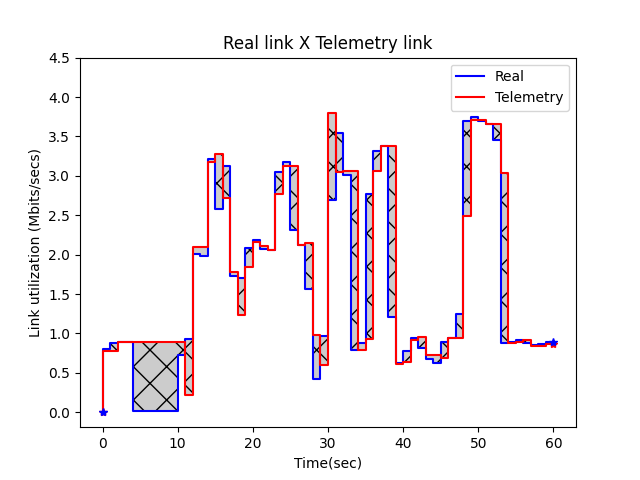 Real link X Telemetry link
Real
Telemetry
Link utilization (Mbits/secs)
4.5
4.0
3.5
3.0
2.5
2.0
1.5
1.0
0.5
0.0
0 10 20 30 40 50 60
Time(sec)